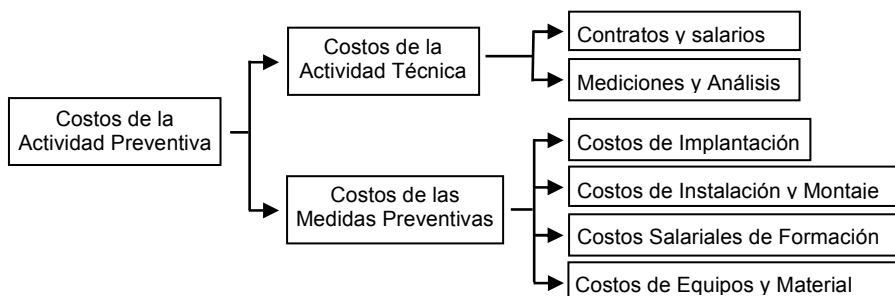 Costos de la
Actividad Preventiva
Costos de la
Actividad Técnica
Contratos y salarios
Mediciones y Análisis
Costos de las
Medidas Preventivas
Costos de Implantación
Costos de Instalación y Montaje
Costos Salariales de Formación
Costos de Equipos y Material